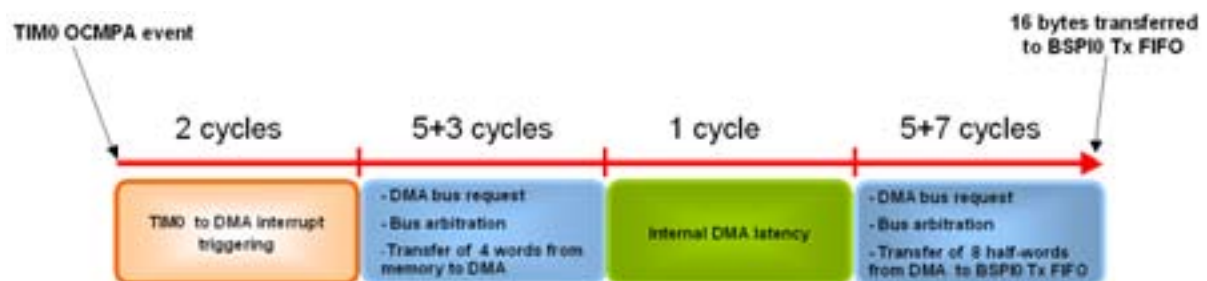 TIM0 OCMPA event
16 bytes transferred
to BSPI0 Tx FIFO
2 cycles
5+3 cycles
1 cycle
5+7 cycles
TIM0 to DMA interrupt
triggering
- DMA bus request
- Bus arbitration
- Transfer of 4 words from
memory to DMA
Internal DMA latency
- DMA bus request
- Bus arbitration
- Transfer of 8 half-words
from DMA to BSPI0 Tx FIFO